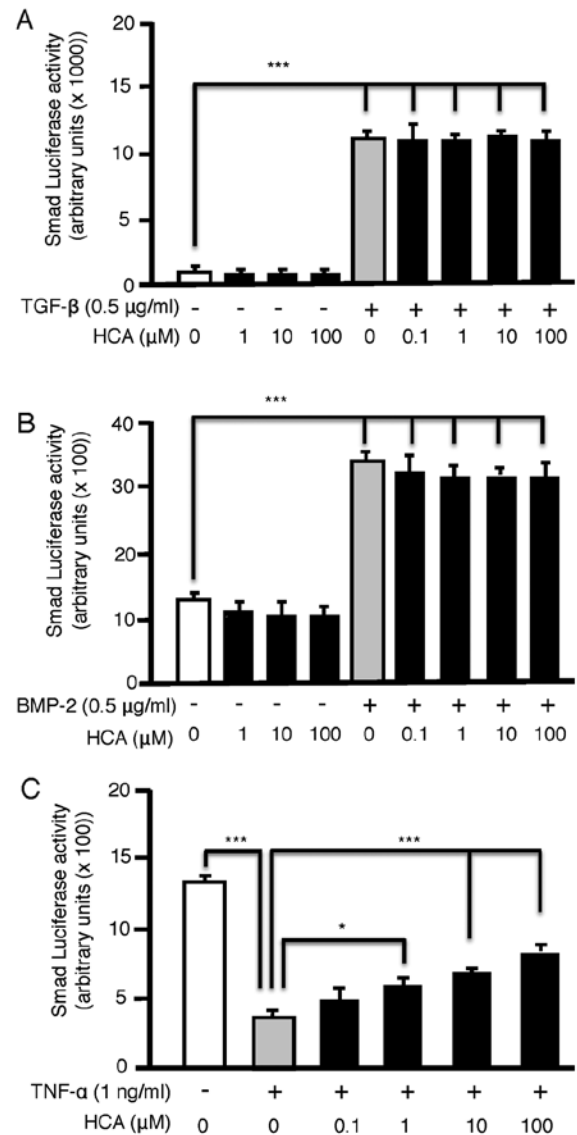 A
Smad Luciferase activity
(arbitrary units (x 1000))
20
15
10
5
0
***
TGF-β (0.5 µg/ml) - - - - + + + + +
HCA (µM) 0 1 10 100 0 0.1 1 10 100
B
Smad Luciferase activity
(arbitrary units (x 100))
40
30
20
10
0
***
BMP-2 (0.5 µg/ml) - - - - + + + + +
HCA (µM) 0 1 10 100 0 0.1 1 10 100
C
Smad Luciferase activity
(arbitrary units (x 100))
20
15
10
5
0
*** ***
*
TNF-α (1 ng/ml) - + + + + +
HCA (µM) 0 0 0.1 1 10 100